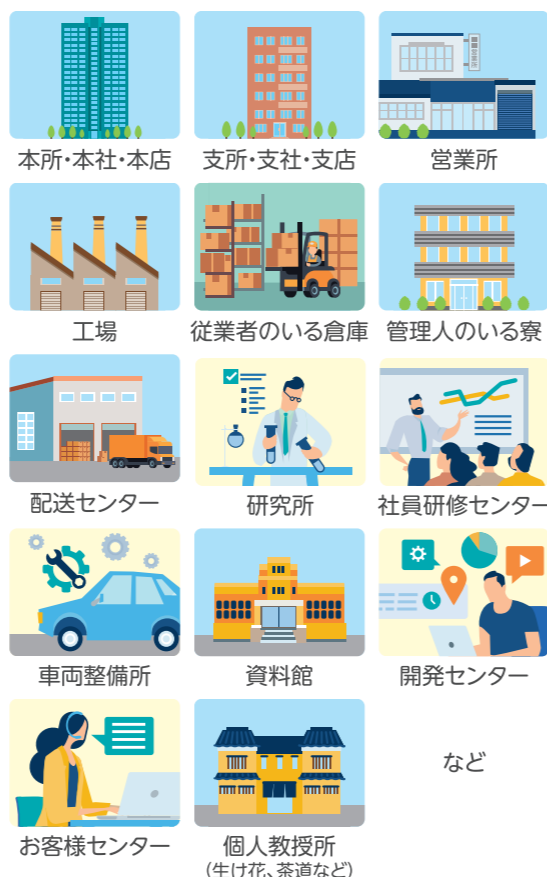 本所・本社・本店
支所・支社・支店
営業所
工場
従業者のいる倉庫
管理人のいる寮
配送センター
研究所
社員研修センター
車両整備所
資料館
開発センター
お客様センター
個人教授所
(生け花、茶道など)
など